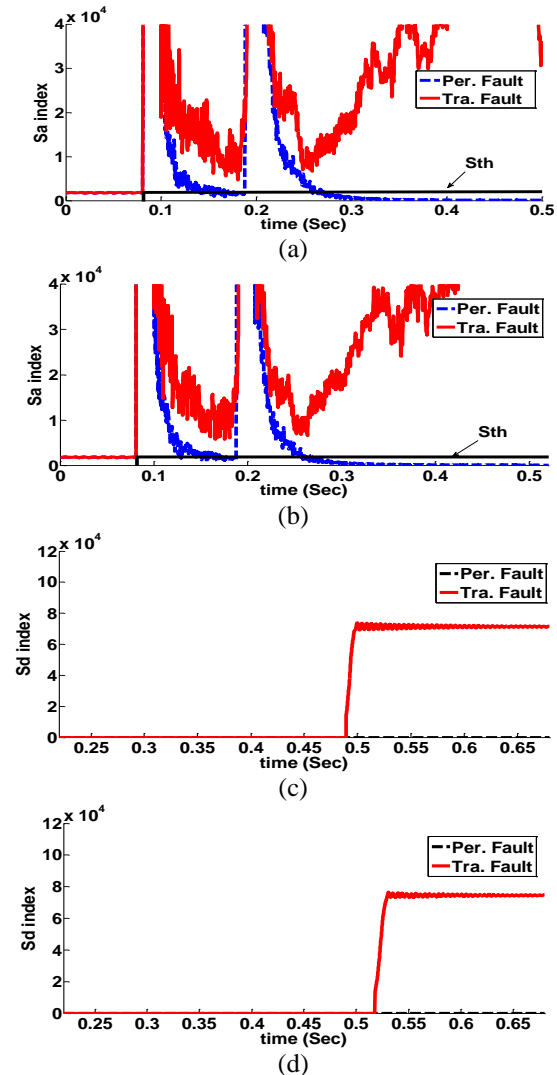 x 10^4
4
3
2
1
0
Sa index
Per. Fault
Tra. Fault
Sth
0 0.1 0.2 0.3 0.4 0.5
time (Sec)
(a)
x 10^4
4
3
2
1
0
Sa index
Per. Fault
Tra. Fault
Sth
0 0.1 0.2 0.3 0.4 0.5
time (Sec)
(b)
x 10^4
12
10
8
6
4
2
0
Sd index
Per. Fault
Tra. Fault
0.25 0.3 0.35 0.4 0.45 0.5 0.55 0.6 0.65
time (Sec)
(c)
x 10^4
12
10
8
6
4
2
0
Sd index
Per. Fault
Tra. Fault
0.25 0.3 0.35 0.4 0.45 0.5 0.55 0.6 0.65
time (Sec)
(d)